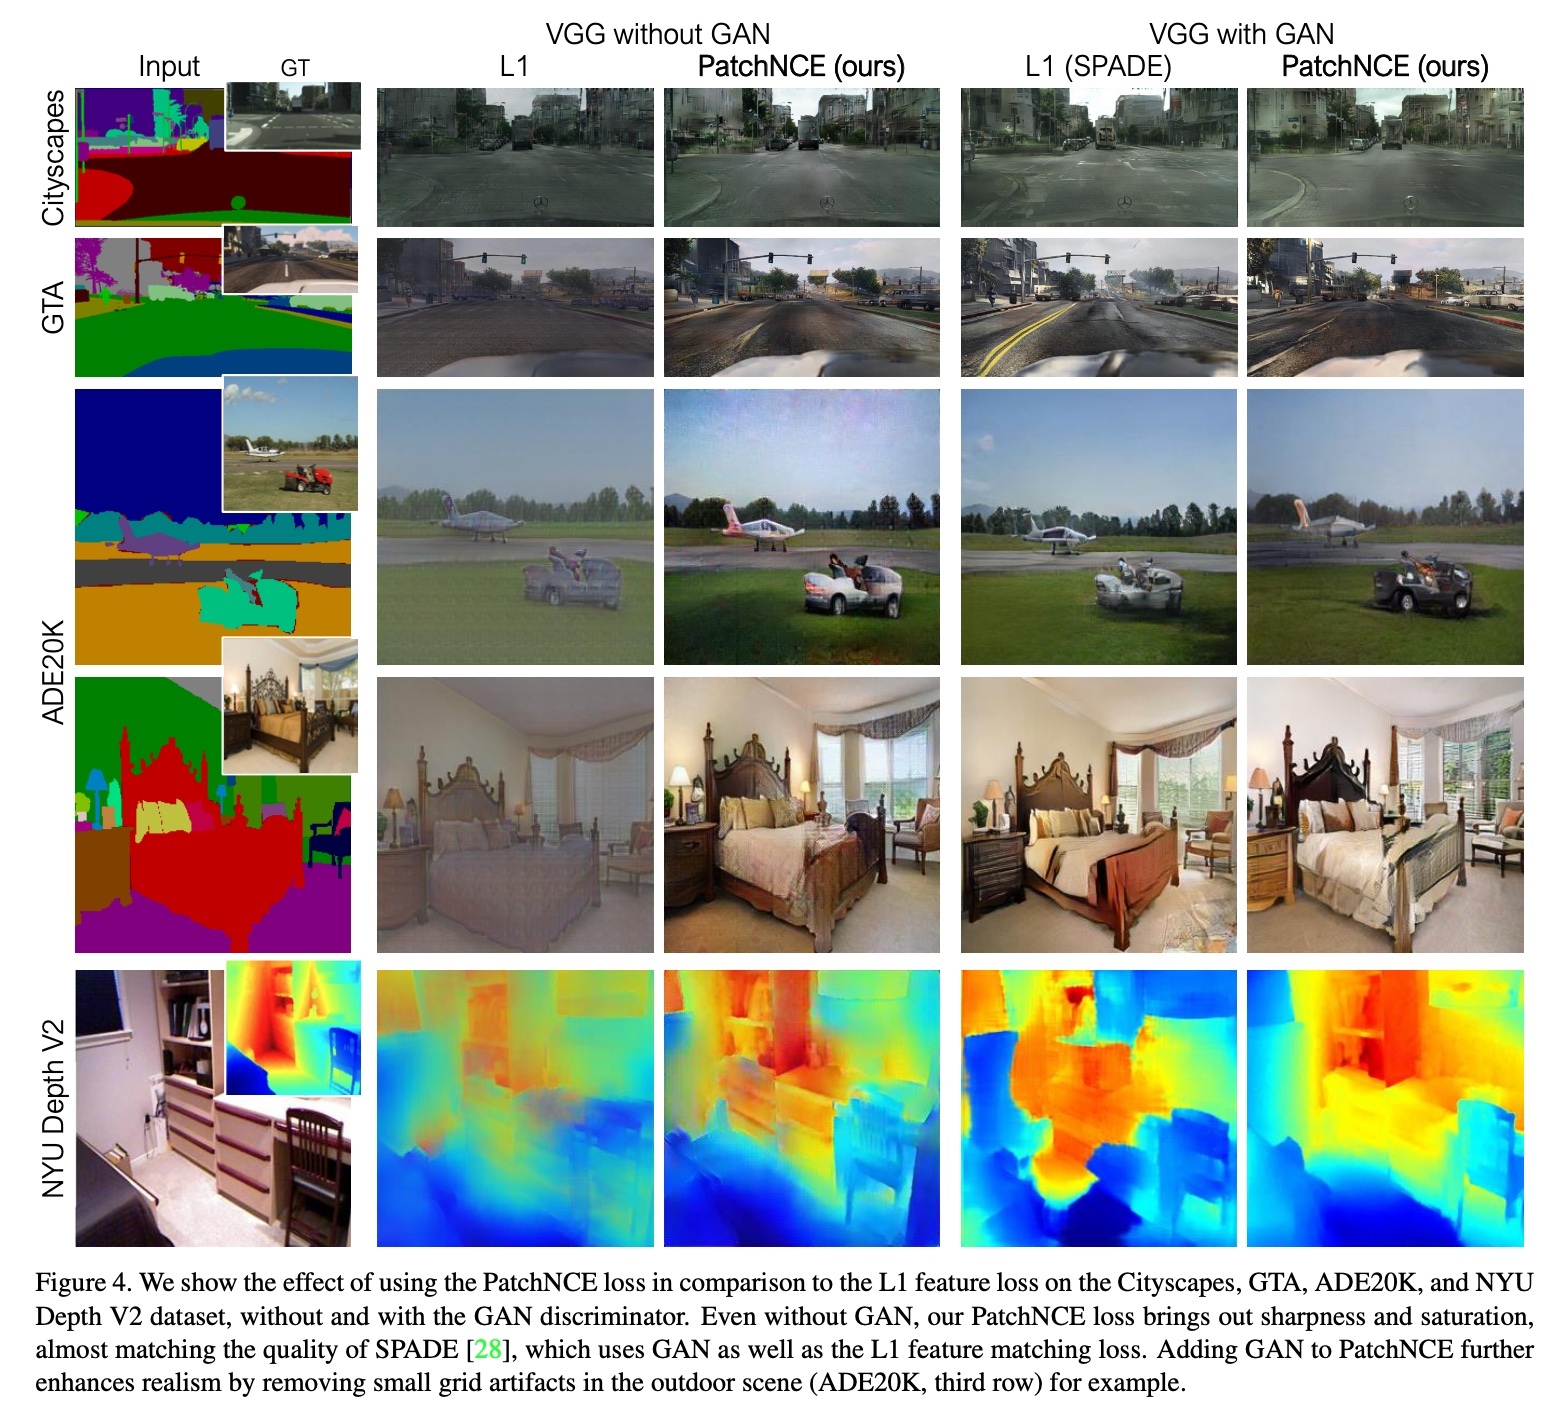 VGG without GAN
VGG with GAN
Input
GT
L1
PatchNCE (ours)
L1 (SPADE)
PatchNCE (ours)
Cityscapes
GTA
ADE20K
NYU Depth V2
Figure 4. We show the effect of using the PatchNCE loss in comparison to the L1 feature loss on the Cityscapes, GTA, ADE20K, and NYU
Depth V2 dataset, without and with the GAN discriminator. Even without GAN, our PatchNCE loss brings out sharpness and saturation,
almost matching the quality of SPADE [28], which uses GAN as well as the L1 feature matching loss. Adding GAN to PatchNCE further
enhances realism by removing small grid artifacts in the outdoor scene (ADE20K, third row) for example.